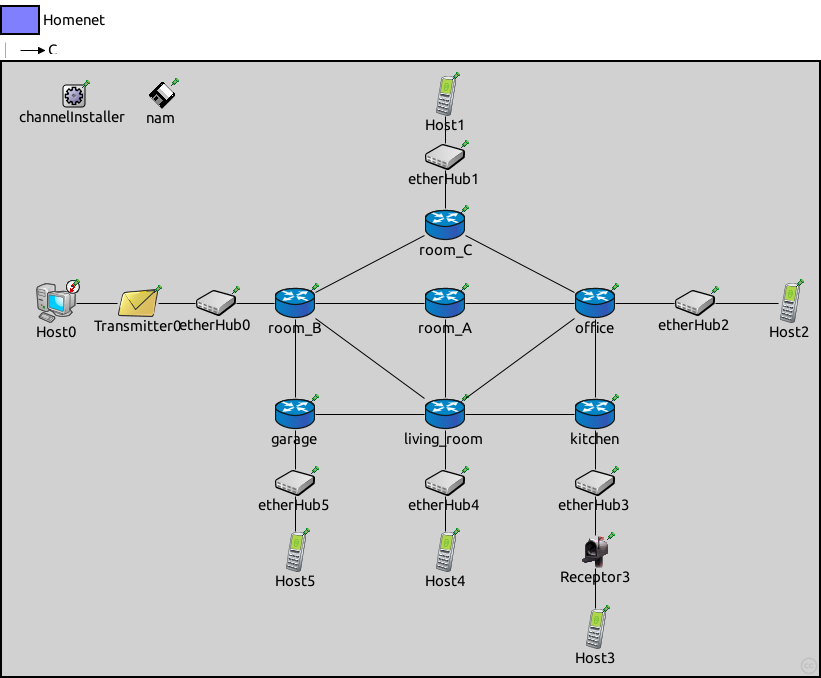 Homenet
C
channelInstaller
nam
Host1
etherHub1
room_C
Host0
Transmitter0
etherHub0
room_B
room_A
office
etherHub2
Host2
garage
living_room
kitchen
etherHub5
etherHub4
etherHub3
Host5
Host4
Receptor3
Host3
cc